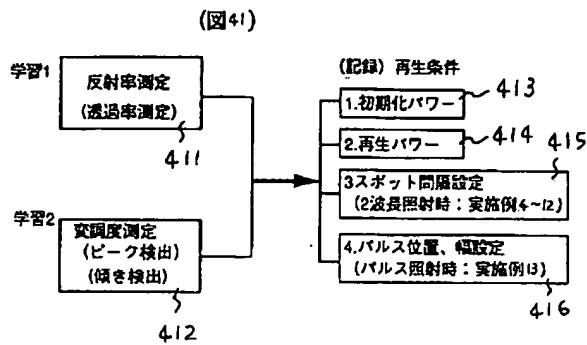 (図41)
学習1
反射率測定
(透過率測定)
411
学習2
変調度測定
(ピーク検出)
(傾き検出)
412
(記録) 再生条件
1.初期化パワー
413
2.再生パワー
414
3スポット間隔設定
(2波長照射時：実施例4~12)
415
4.パルス位置、幅設定
(パルス照射時：実施例13)
416